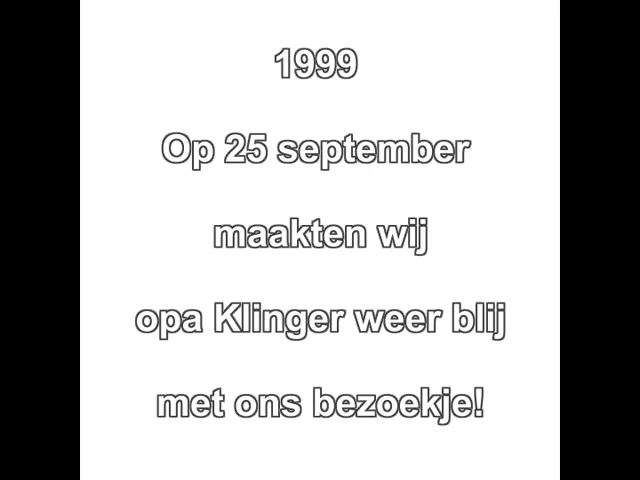 1999
Op 25 september
maakten wij
opa Klinger weer blij
met ons bezoekje!